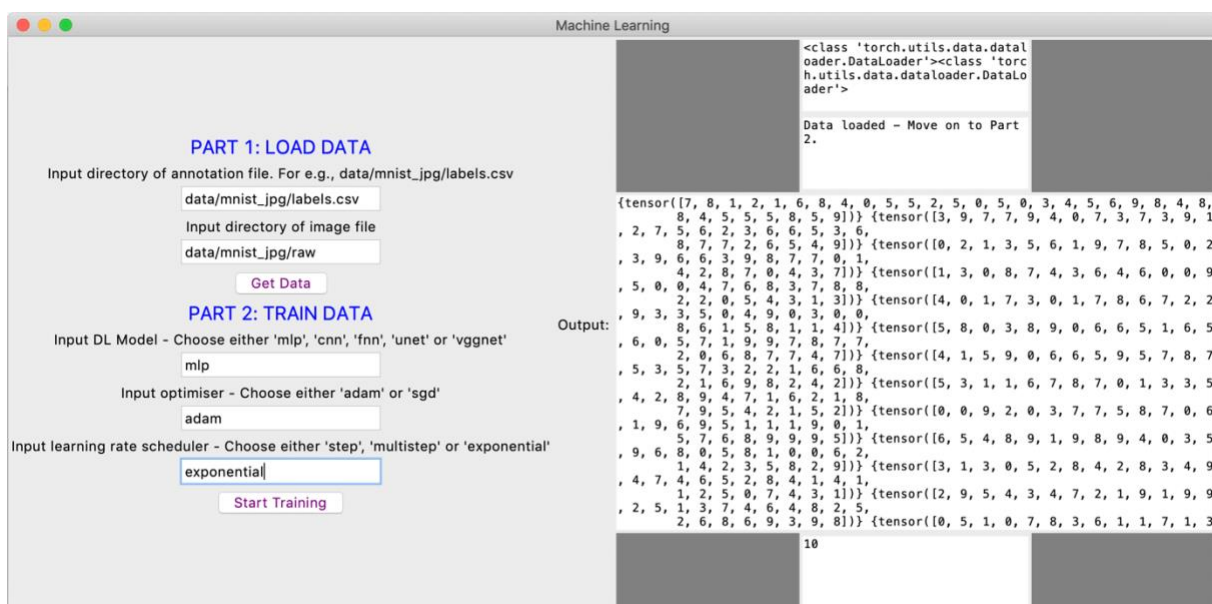 Machine Learning
PART 1: LOAD DATA
Input directory of annotation file. For e.g., data/mnist_jpg/labels.csv
data/mnist_jpg/labels.csv
Input directory of image file
data/mnist_jpg/raw
Get Data
PART 2: TRAIN DATA
Input DL Model - Choose either 'mlp', 'cnn', 'fnn', 'unet' or 'vggnet'
mlp
Input optimiser - Choose either 'adam' or 'sgd'
adam
Input learning rate scheduler - Choose either 'step', 'multistep' or 'exponential'
exponential
Start Training
Output:
<class 'torch.utils.data.datal
oader.DataLoader'><class 'torc
h.utils.data.dataloader.DataLo
ader'>
Data loaded - Move on to Part
2.
{tensor([7, 8, 1, 2, 1, 6, 8, 4, 0, 5, 5, 2, 5, 0, 5, 0, 3, 4, 5, 6, 9, 8, 4, 8,
8, 4, 5, 5, 5, 8, 5, 9])} {tensor([3, 9, 7, 7, 9, 4, 0, 7, 3, 7, 3, 9, 1
, 2, 7, 5, 6, 2, 3, 6, 6, 5, 3, 6,
8, 7, 7, 2, 6, 5, 4, 9])} {tensor([0, 2, 1, 3, 5, 6, 1, 9, 7, 8, 5, 0, 2
, 3, 9, 6, 6, 3, 9, 8, 7, 7, 0, 1,
4, 2, 8, 7, 0, 4, 3, 7])} {tensor([1, 3, 0, 8, 7, 4, 3, 6, 4, 6, 0, 0, 9
, 5, 0, 0, 4, 7, 6, 8, 3, 7, 8, 8,
2, 2, 0, 5, 4, 3, 1, 3])} {tensor([4, 0, 1, 7, 3, 0, 1, 7, 8, 6, 7, 2, 2
, 9, 3, 3, 5, 0, 4, 9, 0, 3, 0, 0,
8, 6, 1, 5, 8, 1, 1, 4])} {tensor([5, 8, 0, 3, 8, 9, 0, 6, 6, 5, 1, 6, 5
, 6, 0, 5, 7, 1, 9, 9, 7, 8, 7, 7,
2, 0, 6, 8, 7, 7, 4, 7])} {tensor([4, 1, 5, 9, 0, 6, 6, 5, 9, 5, 7, 8, 7
, 5, 3, 5, 7, 3, 2, 2, 1, 6, 6, 8,
2, 1, 6, 9, 8, 2, 4, 2])} {tensor([5, 3, 1, 1, 6, 7, 8, 7, 0, 1, 3, 3, 5
, 4, 2, 8, 9, 4, 7, 1, 6, 2, 1, 8,
7, 9, 5, 4, 2, 1, 5, 2])} {tensor([0, 0, 9, 2, 0, 3, 7, 7, 5, 8, 7, 0, 6
, 1, 9, 6, 9, 5, 1, 1, 1, 9, 0, 1,
5, 7, 6, 8, 9, 9, 9, 5])} {tensor([6, 5, 4, 8, 9, 1, 9, 8, 9, 4, 0, 3, 5
, 9, 6, 8, 0, 5, 8, 1, 0, 0, 6, 2,
1, 4, 2, 3, 5, 8, 2, 9])} {tensor([3, 1, 3, 0, 5, 2, 8, 4, 2, 8, 3, 4, 9
, 4, 7, 4, 6, 5, 2, 8, 4, 1, 4, 1,
1, 2, 5, 0, 7, 4, 3, 1])} {tensor([2, 9, 5, 4, 3, 4, 7, 2, 1, 9, 1, 9, 9
, 2, 5, 1, 3, 7, 4, 6, 4, 8, 2, 5,
2, 6, 8, 6, 9, 3, 9, 8])} {tensor([0, 5, 1, 0, 7, 8, 3, 6, 1, 1, 7, 1, 3
10